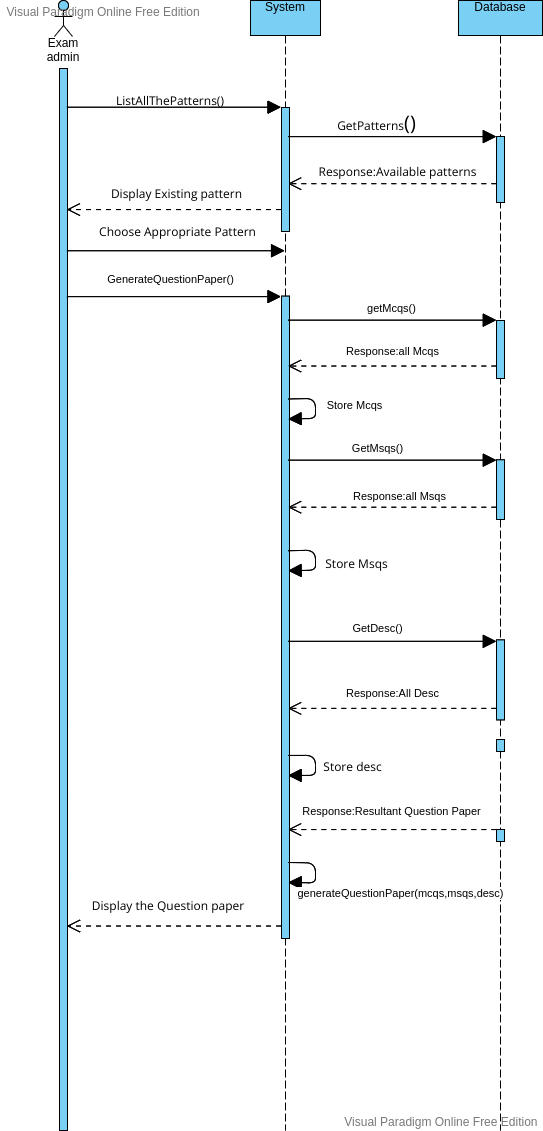 Visual Paradigm Online Free Edition
System
Database
Exam
admin
ListAllThePatterns()
GetPatterns()
Response:Available patterns
Display Existing pattern
Choose Appropriate Pattern
GenerateQuestionPaper()
getMcqs()
Response:all Mcqs
Store Mcqs
GetMsqs()
Response:all Msqs
Store Msqs
GetDesc()
Response:All Desc
Store desc
Response:Resultant Question Paper
generateQuestionPaper(mcqs,msqs,desc)
Display the Question paper
Visual Paradigm Online Free Edition